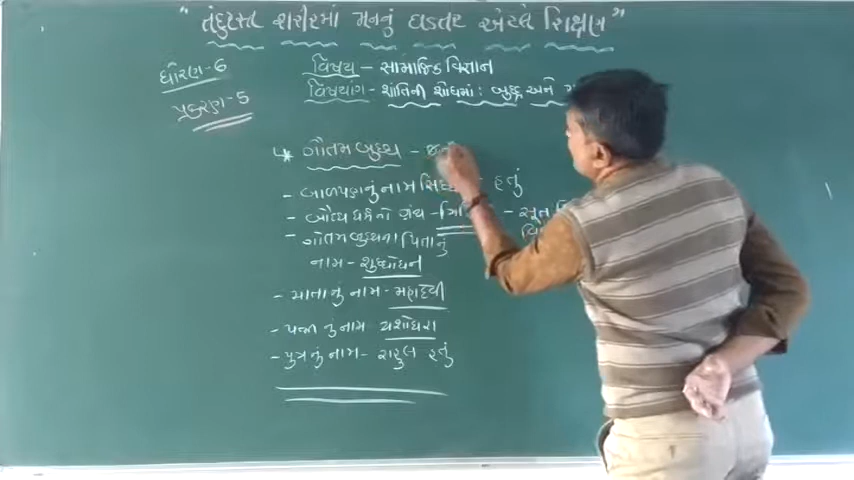 "તંદુરસ્ત શરીરમાં મનનું ઘડતર એટલે શિક્ષણ"
ધોરણ-6
વિષય - સામાજિક વિજ્ઞાન
વિષયાંગ - શાંતિની શોધમાં : બુદ્ધ અને
પ્રકરણ-5
ગૌતમ બુદ્ધ -
- બાળપણનું નામ હતું
- બૌદ્ધ ધર્મનો ગ્રંથ - - સૂત
- ગૌતમ બુદ્ધના પિતાનું
નામ - શુદ્ધોધન
- માતાનું નામ - મહાદેવી
- પત્ની નું નામ યશોધરા
- પુત્રનું નામ - રાહુલ હતું